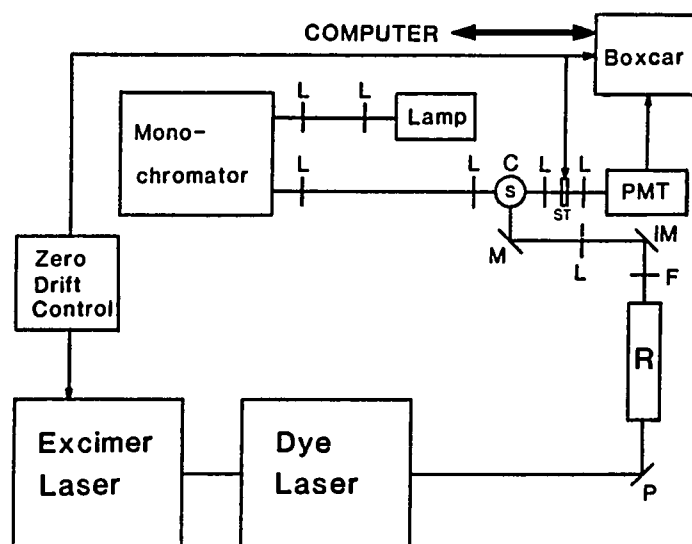 COMPUTER
Boxcar
L
L
Lamp
Mono-
chromator
L
L
C
L
L
S
ST
PMT
M
L
IM
F
Zero
Drift
Control
R
Excimer
Laser
Dye
Laser
P